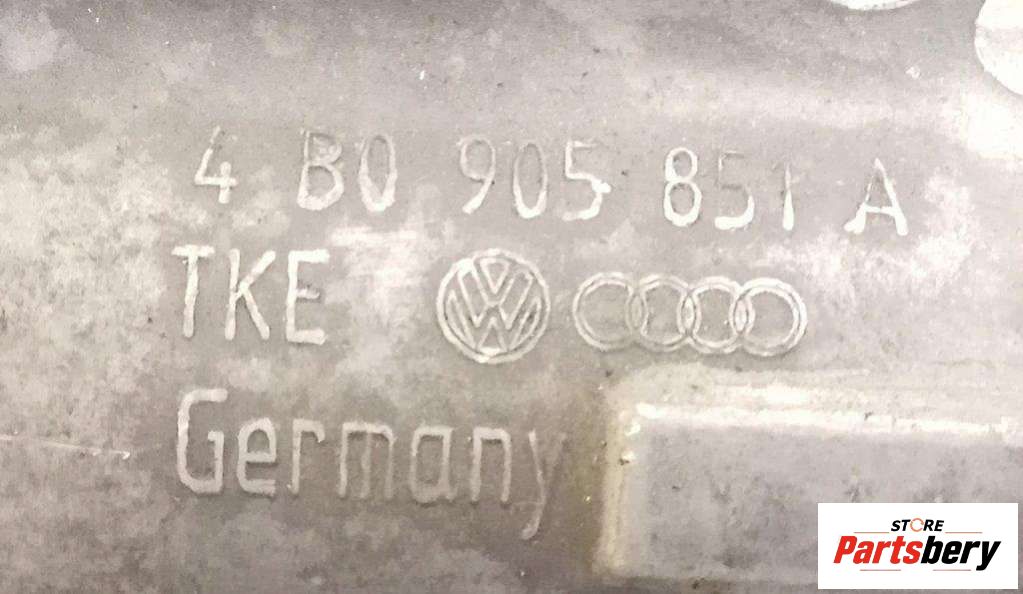 4 B0 905 851 A
TKE
Germany
STORE
Partsbery